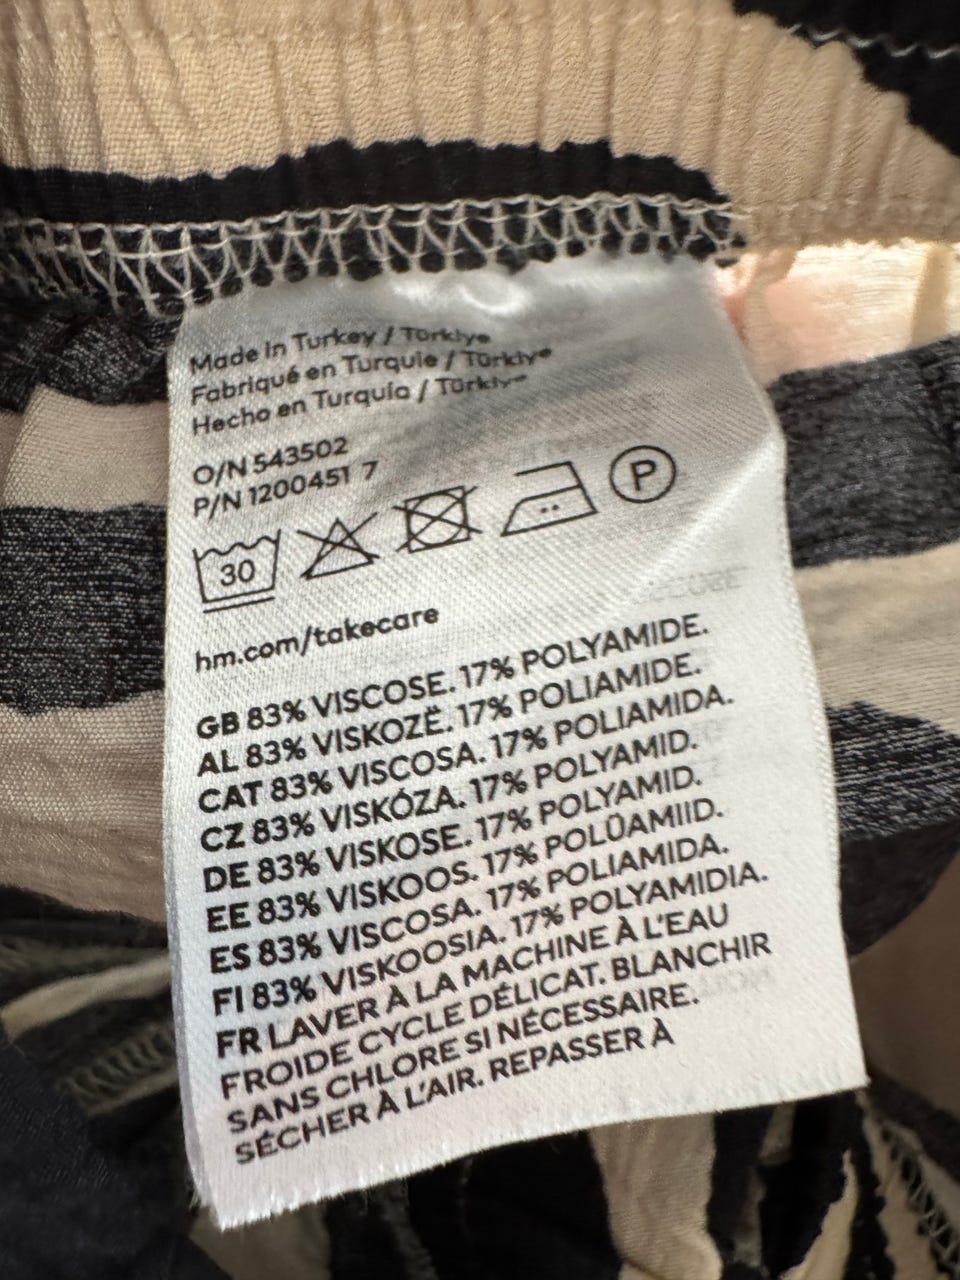 Made in Turkey / Türkiye
Fabriqué en Turquie / Türkiye
Hecho en Turquía / Türkiye
O/N 543502
P/N 1200451 7
P
30
hm.com/takecare
GB 83% VISCOSE. 17% POLYAMIDE.
AL 83% VISKOZË. 17% POLIAMIDE.
CAT 83% VISCOSA. 17% POLIAMIDA.
CZ 83% VISKÓZA. 17% POLYAMID.
DE 83% VISKOSE. 17% POLYAMID.
EE 83% VISKOOS. 17% POLÜAMIID.
ES 83% VISCOSA. 17% POLIAMIDA.
FI 83% VISKOOSIA. 17% POLYAMIDIA.
FR LAVER À LA MACHINE À L'EAU
FROIDE CYCLE DÉLICAT. BLANCHIR
SANS CHLORE SI NÉCESSAIRE.
SÉCHER À L'AIR. REPASSER À